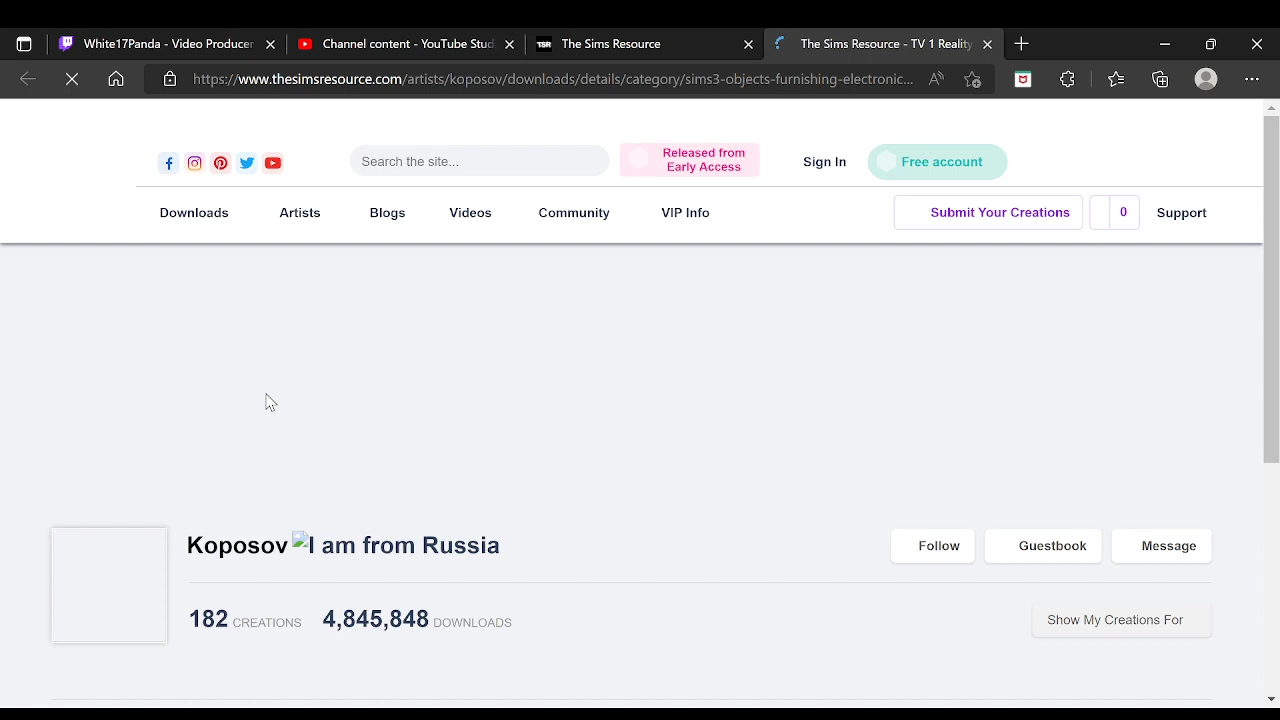 White17Panda - Video Producer
Channel content - YouTube Stud
TSR The Sims Resource
The Sims Resource - TV 1 Reality
https://www.thesimsresource.com/artists/koposov/downloads/details/category/sims3-objects-furnishing-electronic...
Search the site...
Released from
Early Access
Sign In
Free account
Downloads Artists Blogs Videos Community VIP Info
Submit Your Creations
0
Support
Koposov I am from Russia
Follow
Guestbook
Message
182 CREATIONS 4,845,848 DOWNLOADS
Show My Creations For